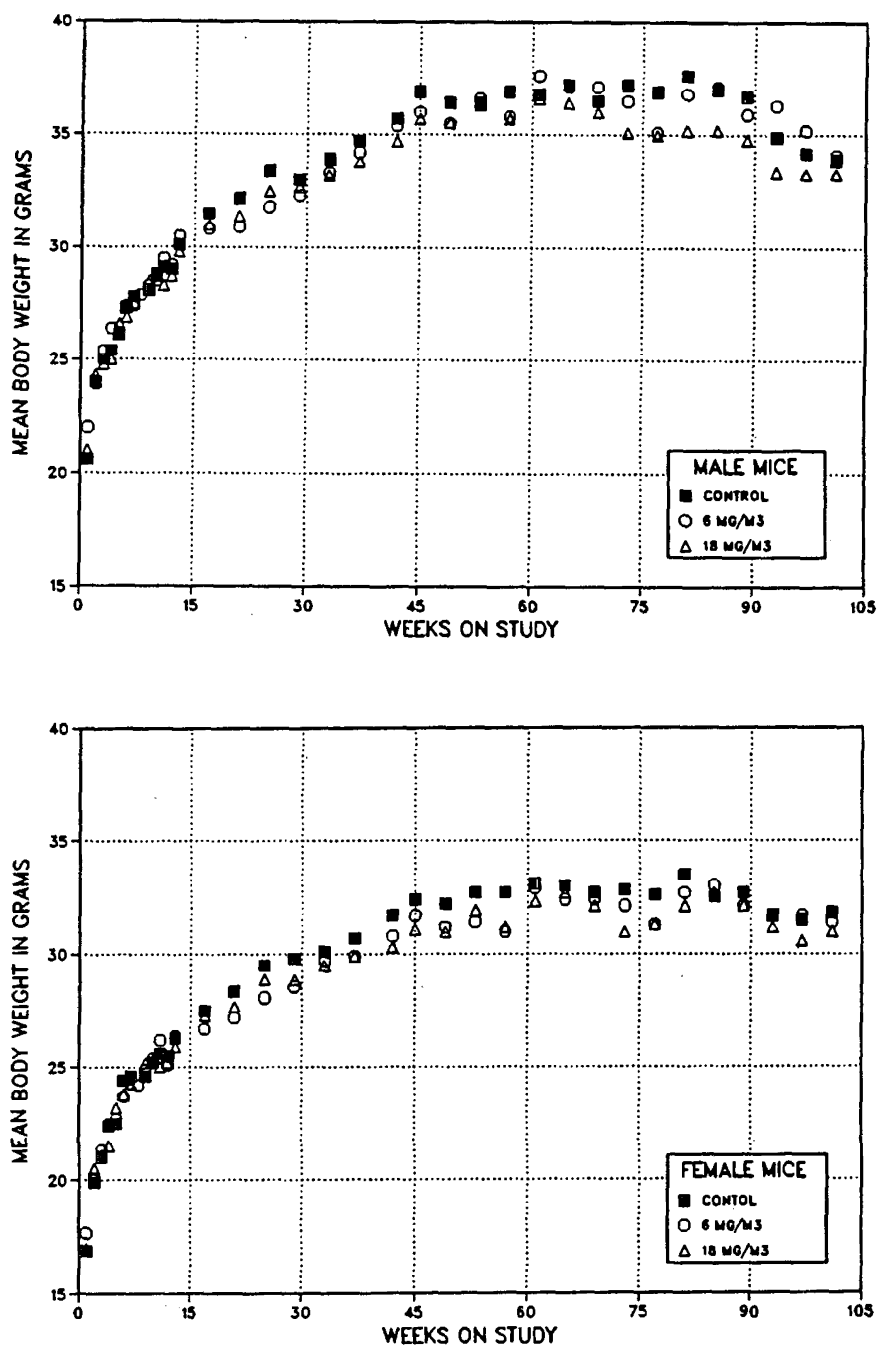 40
35
30
25
20
15
MEAN BODY WEIGHT IN GRAMS
MALE MICE
CONTROL
6 MG/M3
18 MG/M3
0 15 30 45 60 75 90 105
WEEKS ON STUDY
40
35
30
25
20
15
MEAN BODY WEIGHT IN GRAMS
FEMALE MICE
CONTOL
6 MG/M3
18 MG/M3
0 15 30 45 60 75 90 105
WEEKS ON STUDY